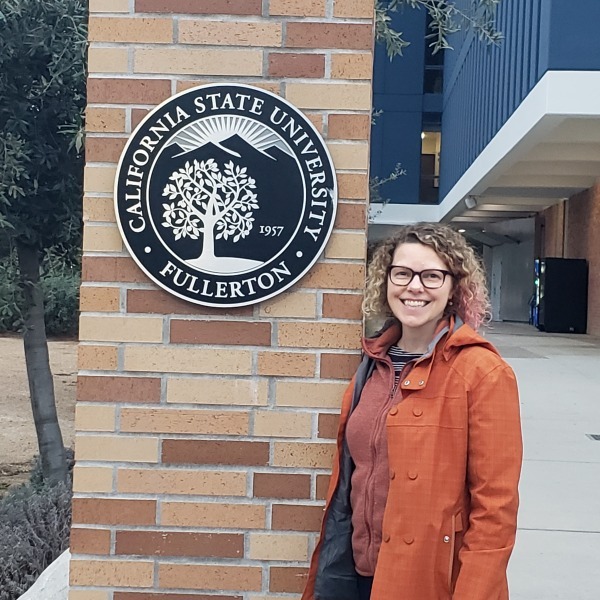 CALIFORNIA STATE UNIVERSITY
1957
• FULLERTON •